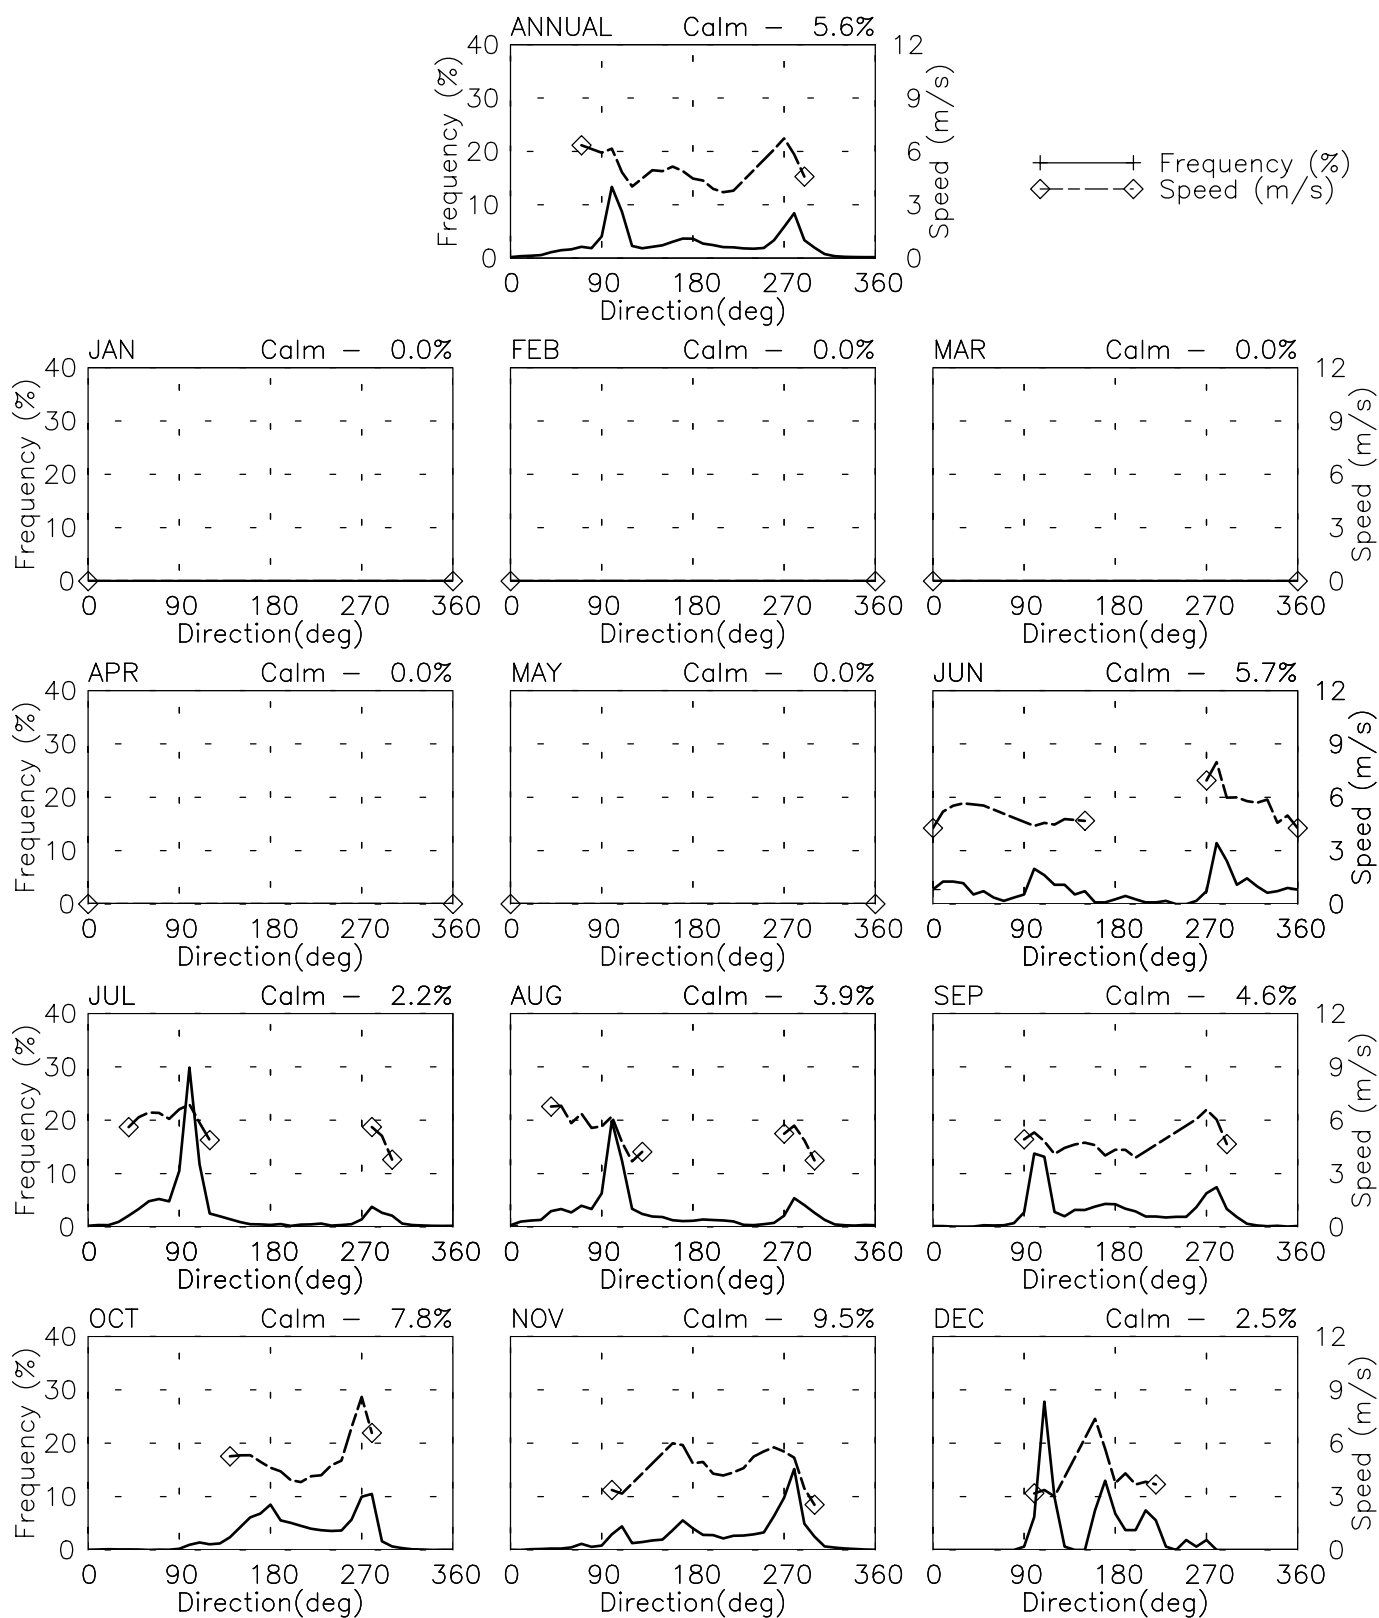 ANNUAL Calm – 5.6%
40 12
30 9
20 6
10 3
0 0
Frequency (%)
Speed (m/s)
0 90 180 270 360
Direction(deg)
Frequency (%)
Speed (m/s)
JAN Calm – 0.0%
40
30
20
10
0
Frequency (%)
0 90 180 270 360
Direction(deg)
FEB Calm – 0.0%
0 90 180 270 360
Direction(deg)
MAR Calm – 0.0%
12
9
6
3
0
Speed (m/s)
0 90 180 270 360
Direction(deg)
APR Calm – 0.0%
40
30
20
10
0
Frequency (%)
0 90 180 270 360
Direction(deg)
MAY Calm – 0.0%
0 90 180 270 360
Direction(deg)
JUN Calm – 5.7%
12
9
6
3
0
Speed (m/s)
0 90 180 270 360
Direction(deg)
JUL Calm – 2.2%
40
30
20
10
0
Frequency (%)
0 90 180 270 360
Direction(deg)
AUG Calm – 3.9%
0 90 180 270 360
Direction(deg)
SEP Calm – 4.6%
12
9
6
3
0
Speed (m/s)
0 90 180 270 360
Direction(deg)
OCT Calm – 7.8%
40
30
20
10
0
Frequency (%)
0 90 180 270 360
Direction(deg)
NOV Calm – 9.5%
0 90 180 270 360
Direction(deg)
DEC Calm – 2.5%
12
9
6
3
0
Speed (m/s)
0 90 180 270 360
Direction(deg)